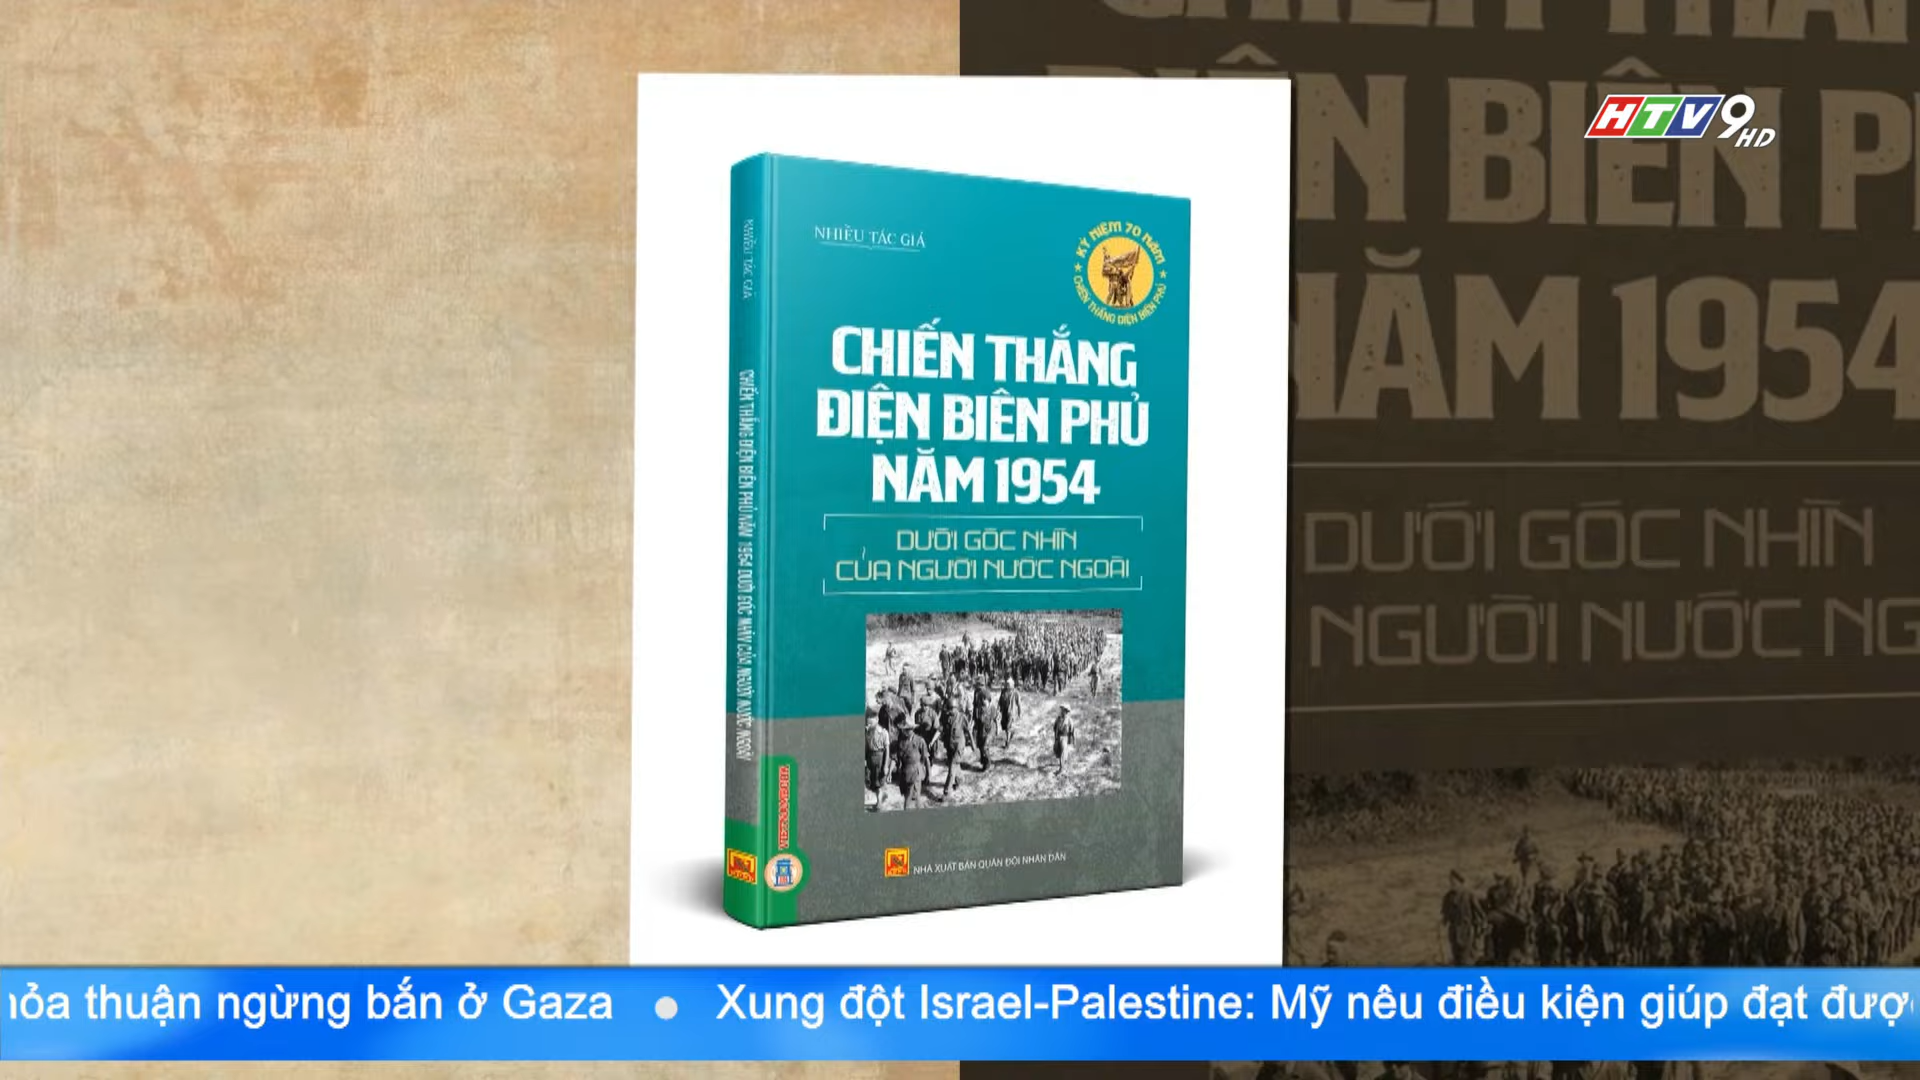 CHIẾN THẮNG
ĐIỆN BIÊN P
NĂM 1954
DƯỚI GÓC NHÌN
NGƯỜI NƯỚC NG
HTV9
HD
NHIỀU TÁC GIẢ
KỶ NIỆM 70 NĂM
CHIẾN THẮNG ĐIỆN BIÊN PHỦ
CHIẾN THẮNG
ĐIỆN BIÊN PHỦ
NĂM 1954
DƯỚI GÓC NHÌN
CỦA NGƯỜI NƯỚC NGOÀI
NHÀ XUẤT BẢN QUÂN ĐỘI NHÂN DÂN
NHIỀU TÁC GIẢ
CHIẾN THẮNG ĐIỆN BIÊN PHỦ NĂM 1954 DƯỚI GÓC NHÌN CỦA NGƯỜI NƯỚC NGOÀI
hỏa thuận ngừng bắn ở Gaza • Xung đột Israel-Palestine: Mỹ nêu điều kiện giúp đạt đượ